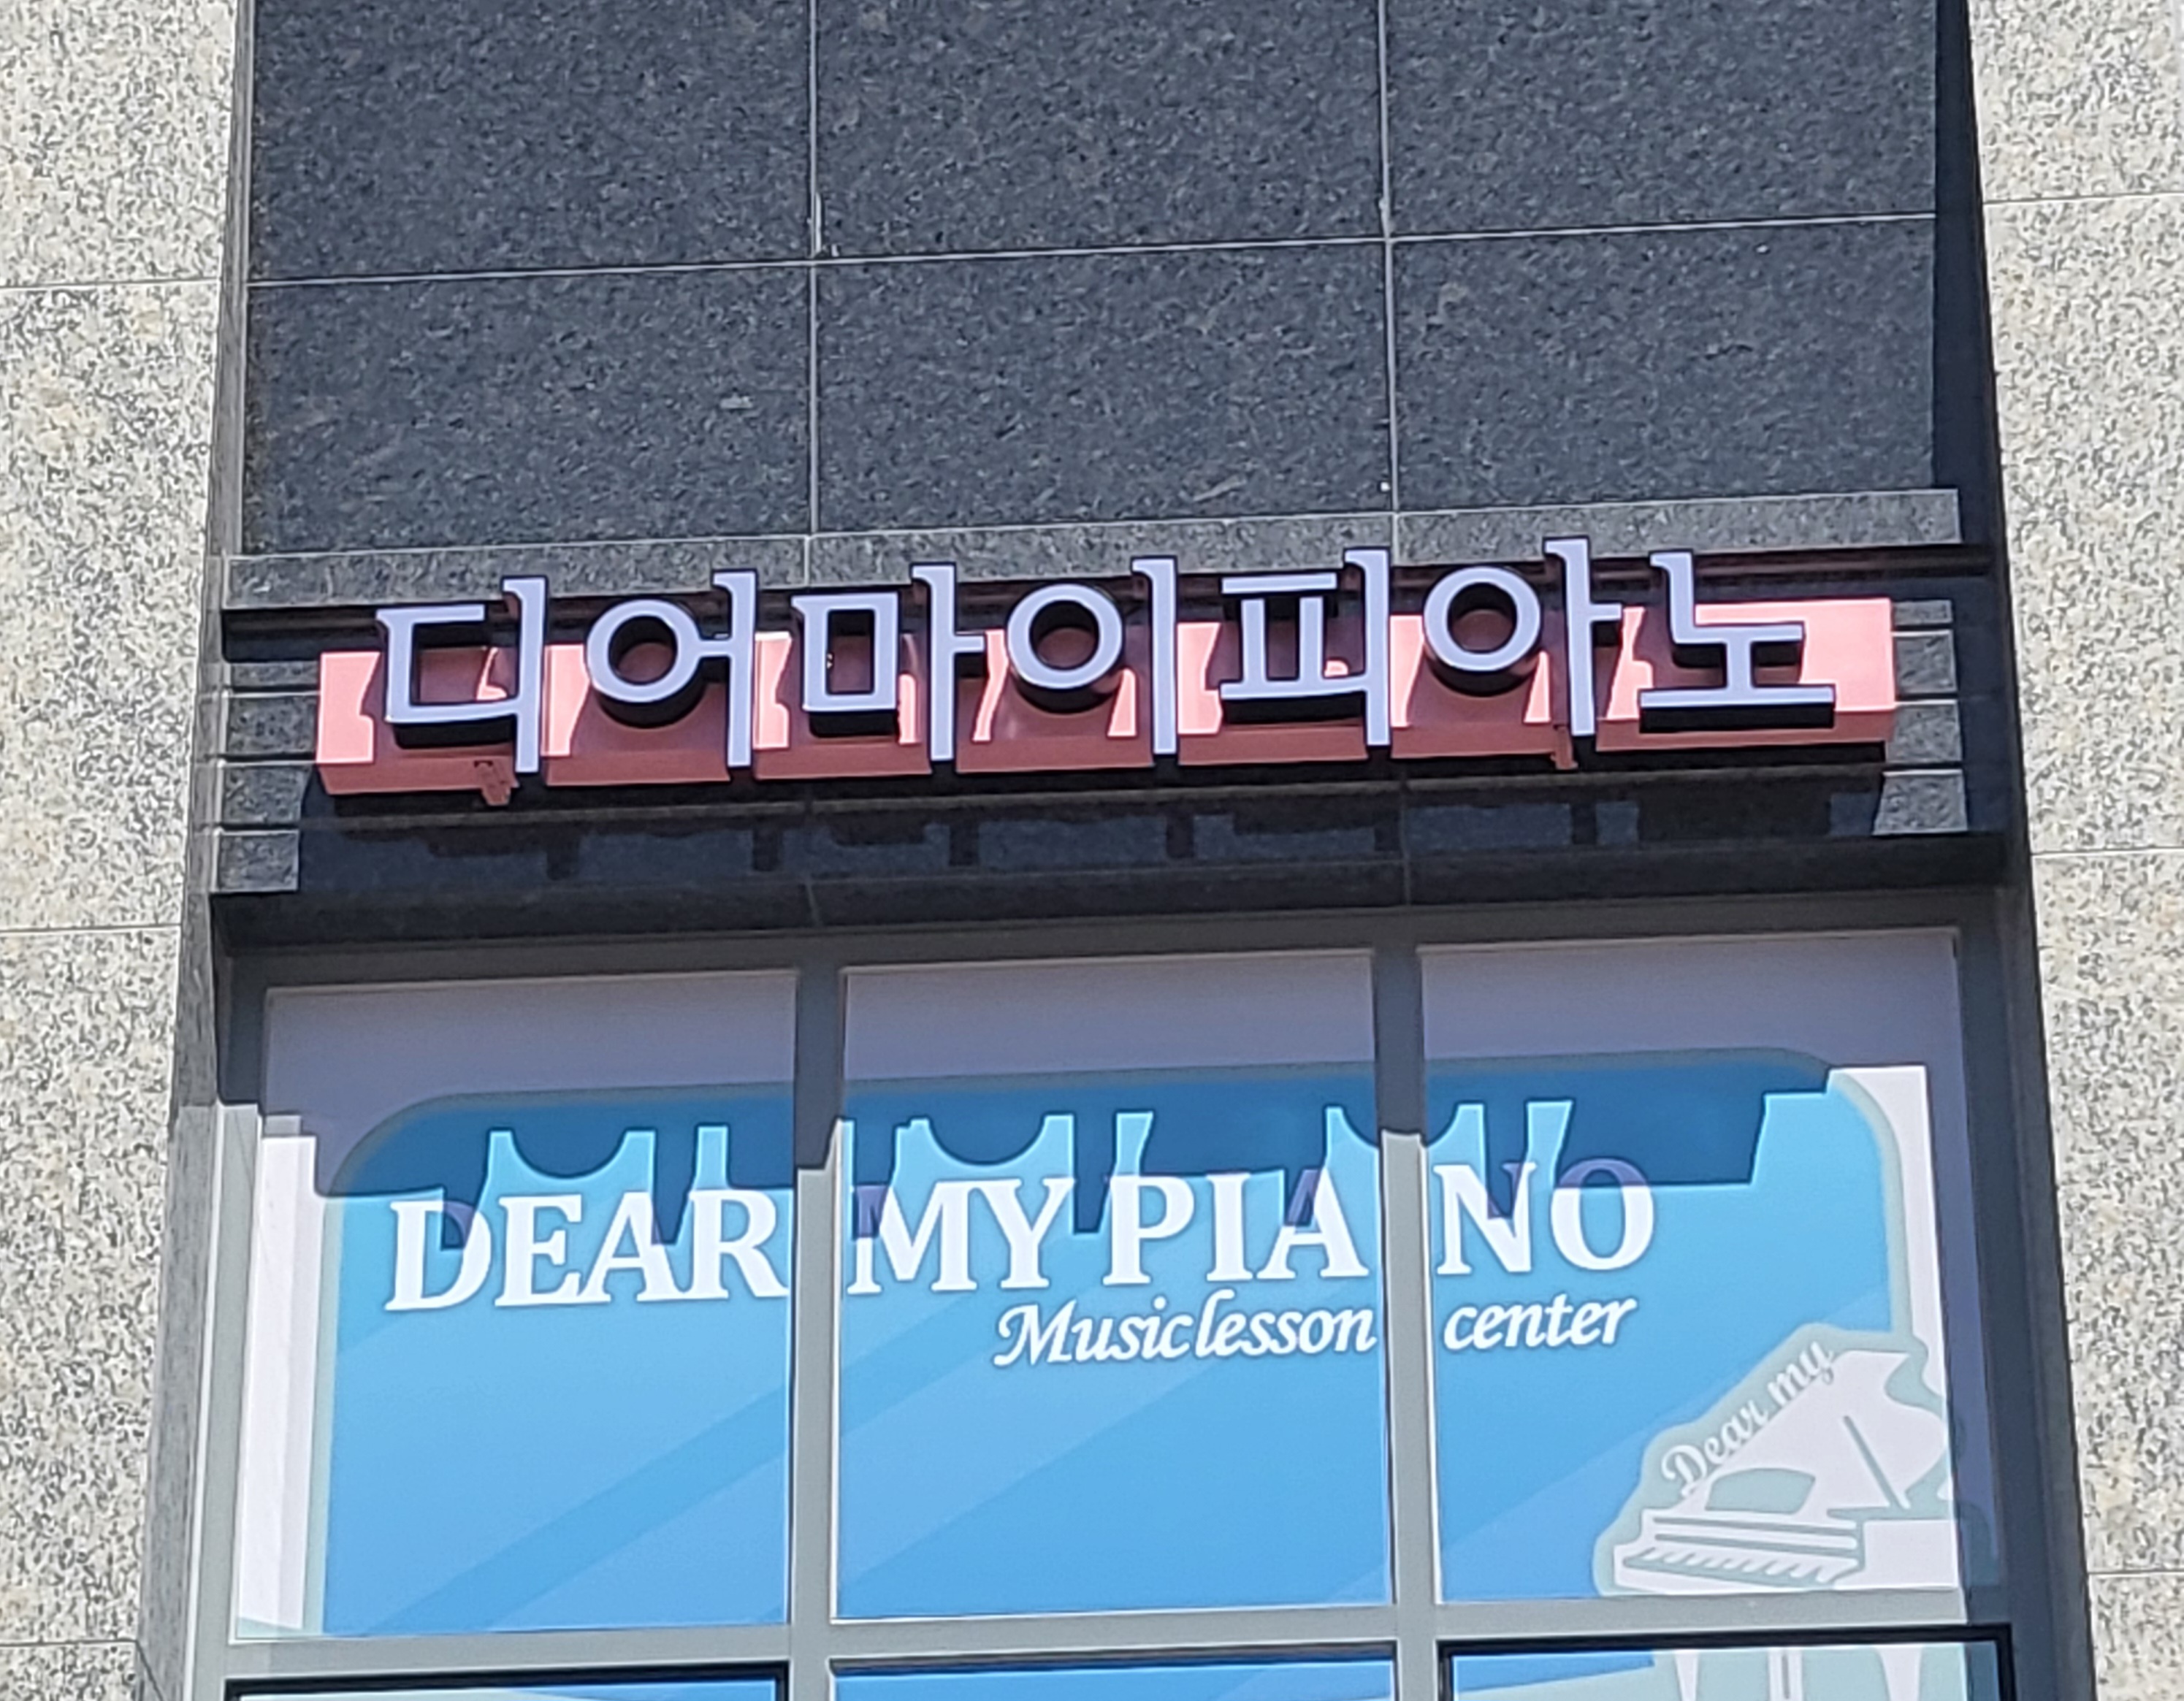 디어마이피아노
DEAR MY PIANO
Music lesson center
Dear my